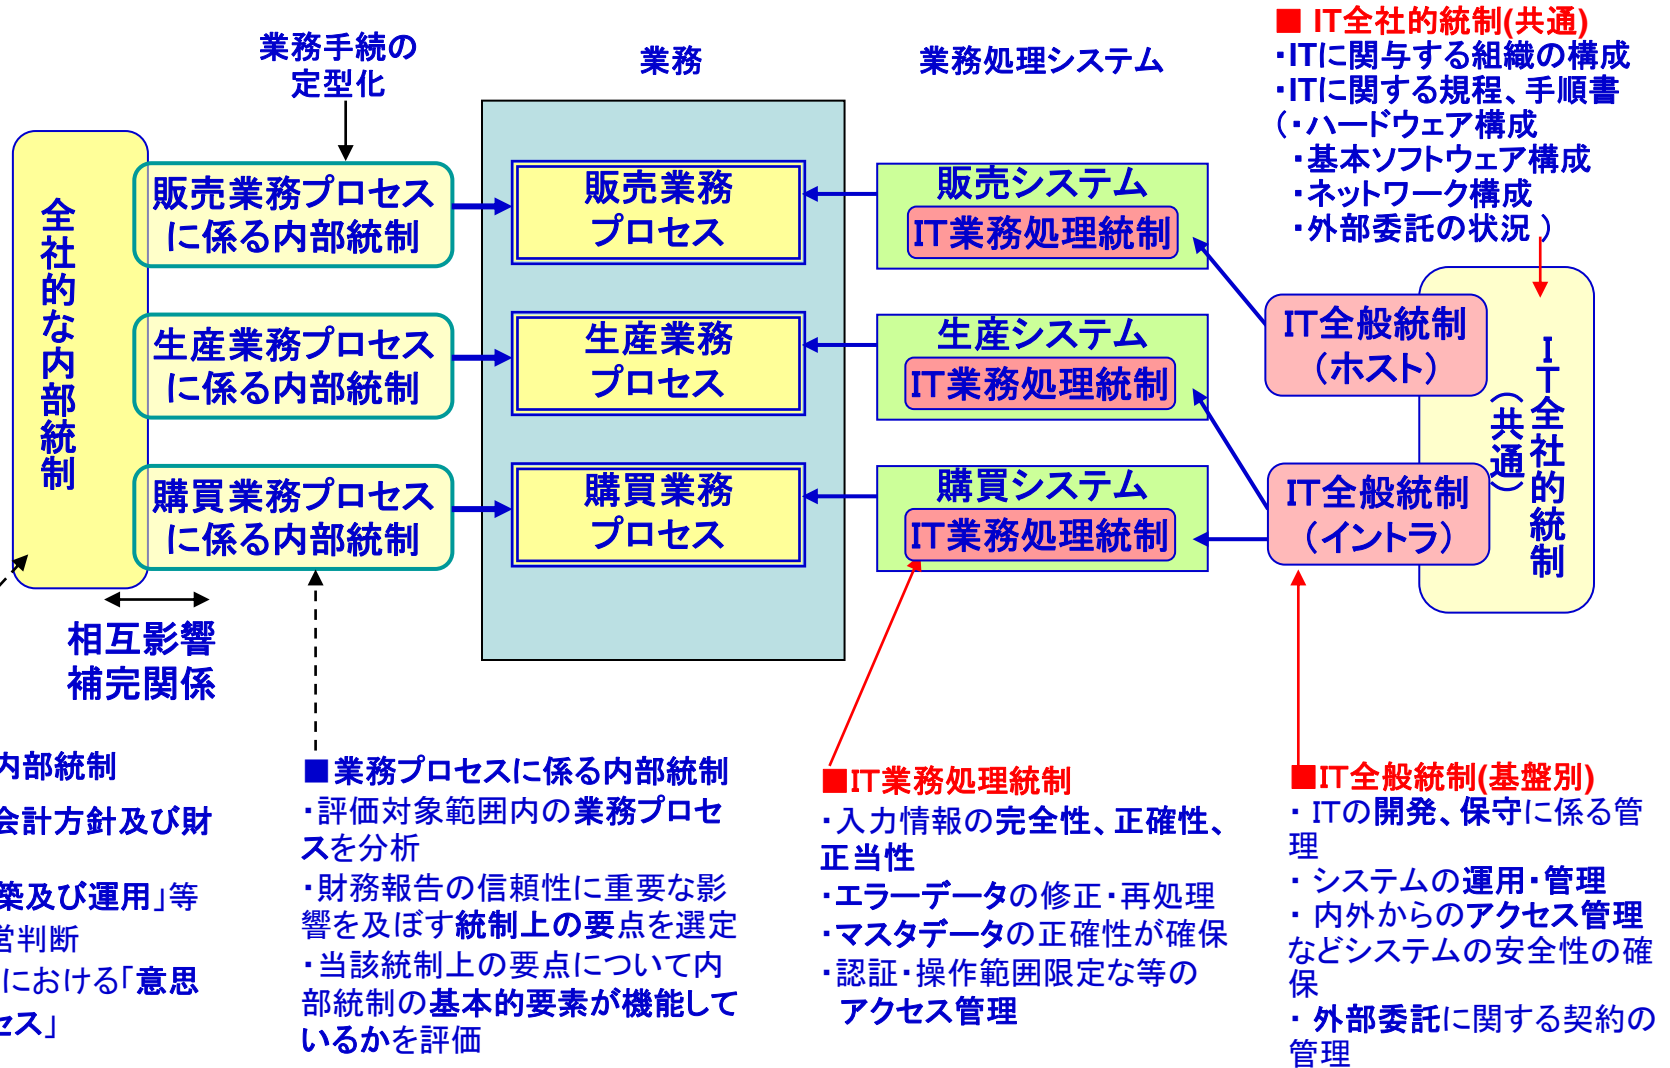 業務手続の
定型化
業務
業務処理システム
■ IT全社的統制(共通)
・ITに関与する組織の構成
・ITに関する規程、手順書
(・ハードウェア構成
・基本ソフトウェア構成
・ネットワーク構成
・外部委託の状況 )
全社的な内部統制
販売業務プロセス
に係る内部統制
生産業務プロセス
に係る内部統制
購買業務プロセス
に係る内部統制
販売業務
プロセス
生産業務
プロセス
購買業務
プロセス
販売システム
IT業務処理統制
生産システム
IT業務処理統制
購買システム
IT業務処理統制
IT全般統制
(ホスト)
IT全般統制
(イントラ)
IT全社的統制
(共通)
相互影響
補完関係
内部統制
会計方針及び財
築及び運用」等
営判断
における「意思
セス」
■業務プロセスに係る内部統制
・評価対象範囲内の業務プロセ
スを分析
・財務報告の信頼性に重要な影
響を及ぼす統制上の要点を選定
・当該統制上の要点について内
部統制の基本的要素が機能して
いるかを評価
■IT業務処理統制
・入力情報の完全性、正確性、
正当性
・エラーデータの修正・再処理
・マスタデータの正確性が確保
・認証・操作範囲限定な等の
アクセス管理
■IT全般統制(基盤別)
・ ITの開発、保守に係る管
理
・ システムの運用・管理
・ 内外からのアクセス管理
などシステムの安全性の確
保
・ 外部委託に関する契約の
管理